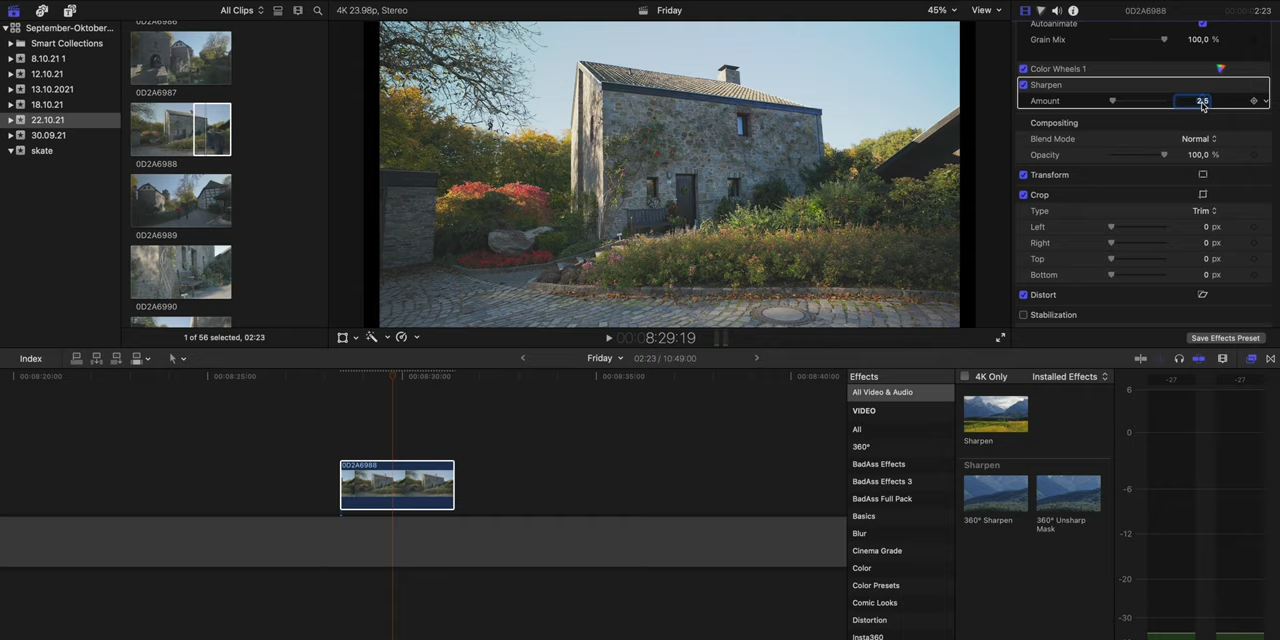 All Clips
4K 23.98p, Stereo
Friday
45%
View
0D2A6988
2:23
September-Oktober...
Smart Collections
8.10.21 1
12.10.21
13.10.2021
18.10.21
22.10.21
30.09.21
skate
0D2A6986
0D2A6987
0D2A6988
0D2A6989
0D2A6990
1 of 56 selected, 02:23
Autoanimate
Grain Mix
100,0 %
Color Wheels 1
Sharpen
Amount
2,5
Compositing
Blend Mode
Normal
Opacity
100,0 %
Transform
Crop
Type
Trim
Left
0 px
Right
0 px
Top
0 px
Bottom
0 px
Distort
Stabilization
Save Effects Preset
00:00:8:29:19
Index
Friday
02:23 / 10:49:00
00:08:20:00
00:08:25:00
00:08:30:00
00:08:35:00
00:08:40:00
0D2A6988
Effects
4K Only
Installed Effects
All Video & Audio
VIDEO
All
360°
BadAss Effects
BadAss Effects 3
BadAss Full Pack
Basics
Blur
Cinema Grade
Color
Color Presets
Comic Looks
Distortion
Insta360
Sharpen
Sharpen
360° Sharpen
360° Unsharp
Mask
-27
-27
6
0
-6
-12
-20
-30